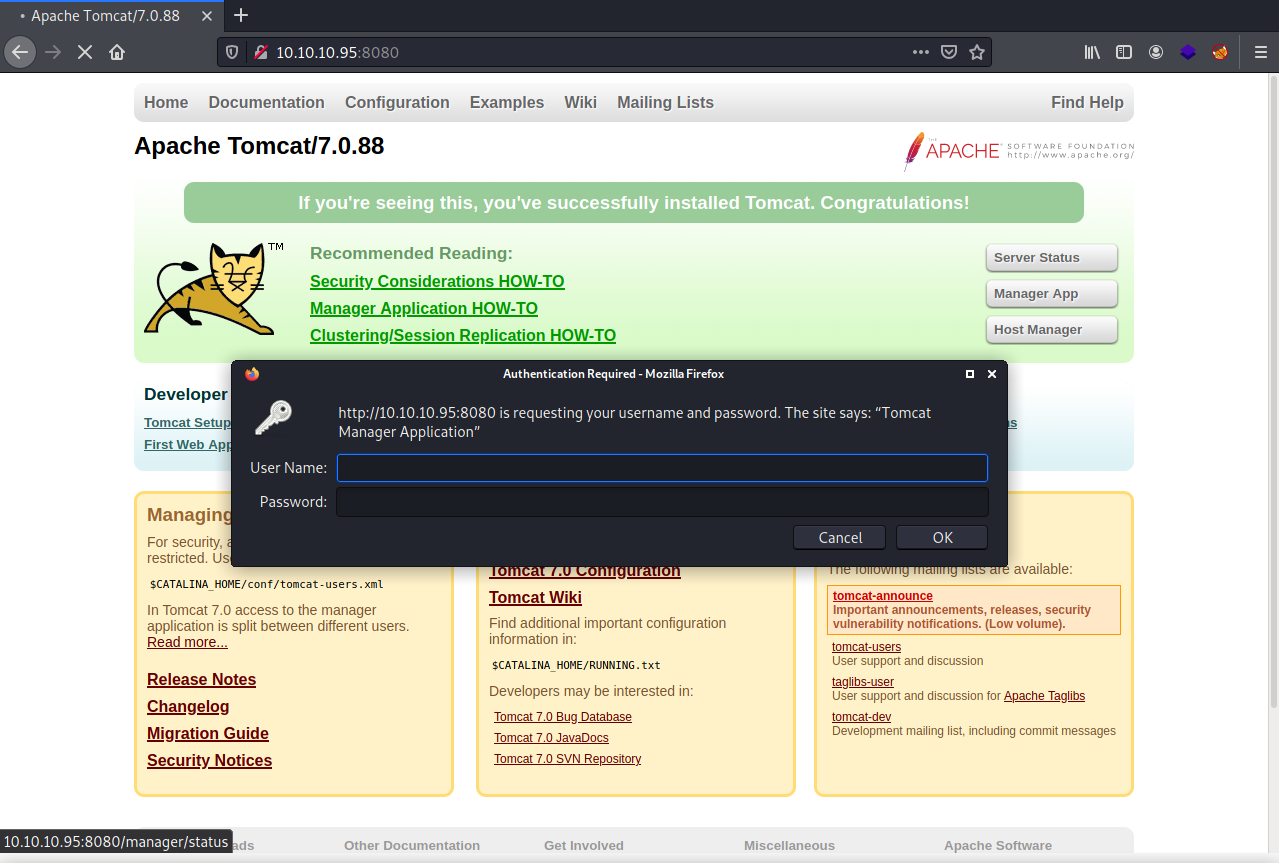 Apache Tomcat/7.0.88
10.10.10.95:8080
Home Documentation Configuration Examples Wiki Mailing Lists Find Help
Apache Tomcat/7.0.88
THE APACHE SOFTWARE FOUNDATION
http://www.apache.org/
If you're seeing this, you've successfully installed Tomcat. Congratulations!
TM
Recommended Reading:
Security Considerations HOW-TO
Manager Application HOW-TO
Clustering/Session Replication HOW-TO
Server Status
Manager App
Host Manager
Developer
Tomcat Setup
First Web App
Authentication Required - Mozilla Firefox
http://10.10.10.95:8080 is requesting your username and password. The site says: “Tomcat
Manager Application”
User Name:
Password:
Cancel OK
Managing
For security,
restricted.
$CATALINA_HOME/conf/tomcat-users.xml
In Tomcat 7.0 access to the manager
application is split between different users.
Read more...
Release Notes
Changelog
Migration Guide
Security Notices
Tomcat 7.0 Configuration
Tomcat Wiki
Find additional important configuration
information in:
$CATALINA_HOME/RUNNING.txt
Developers may be interested in:
Tomcat 7.0 Bug Database
Tomcat 7.0 JavaDocs
Tomcat 7.0 SVN Repository
The following mailing lists are available:
tomcat-announce
Important announcements, releases, security
vulnerability notifications. (Low volume).
tomcat-users
User support and discussion
taglibs-user
User support and discussion for Apache Taglibs
tomcat-dev
Development mailing list, including commit messages
10.10.10.95:8080/manager/status
Other Documentation Get Involved Miscellaneous Apache Software